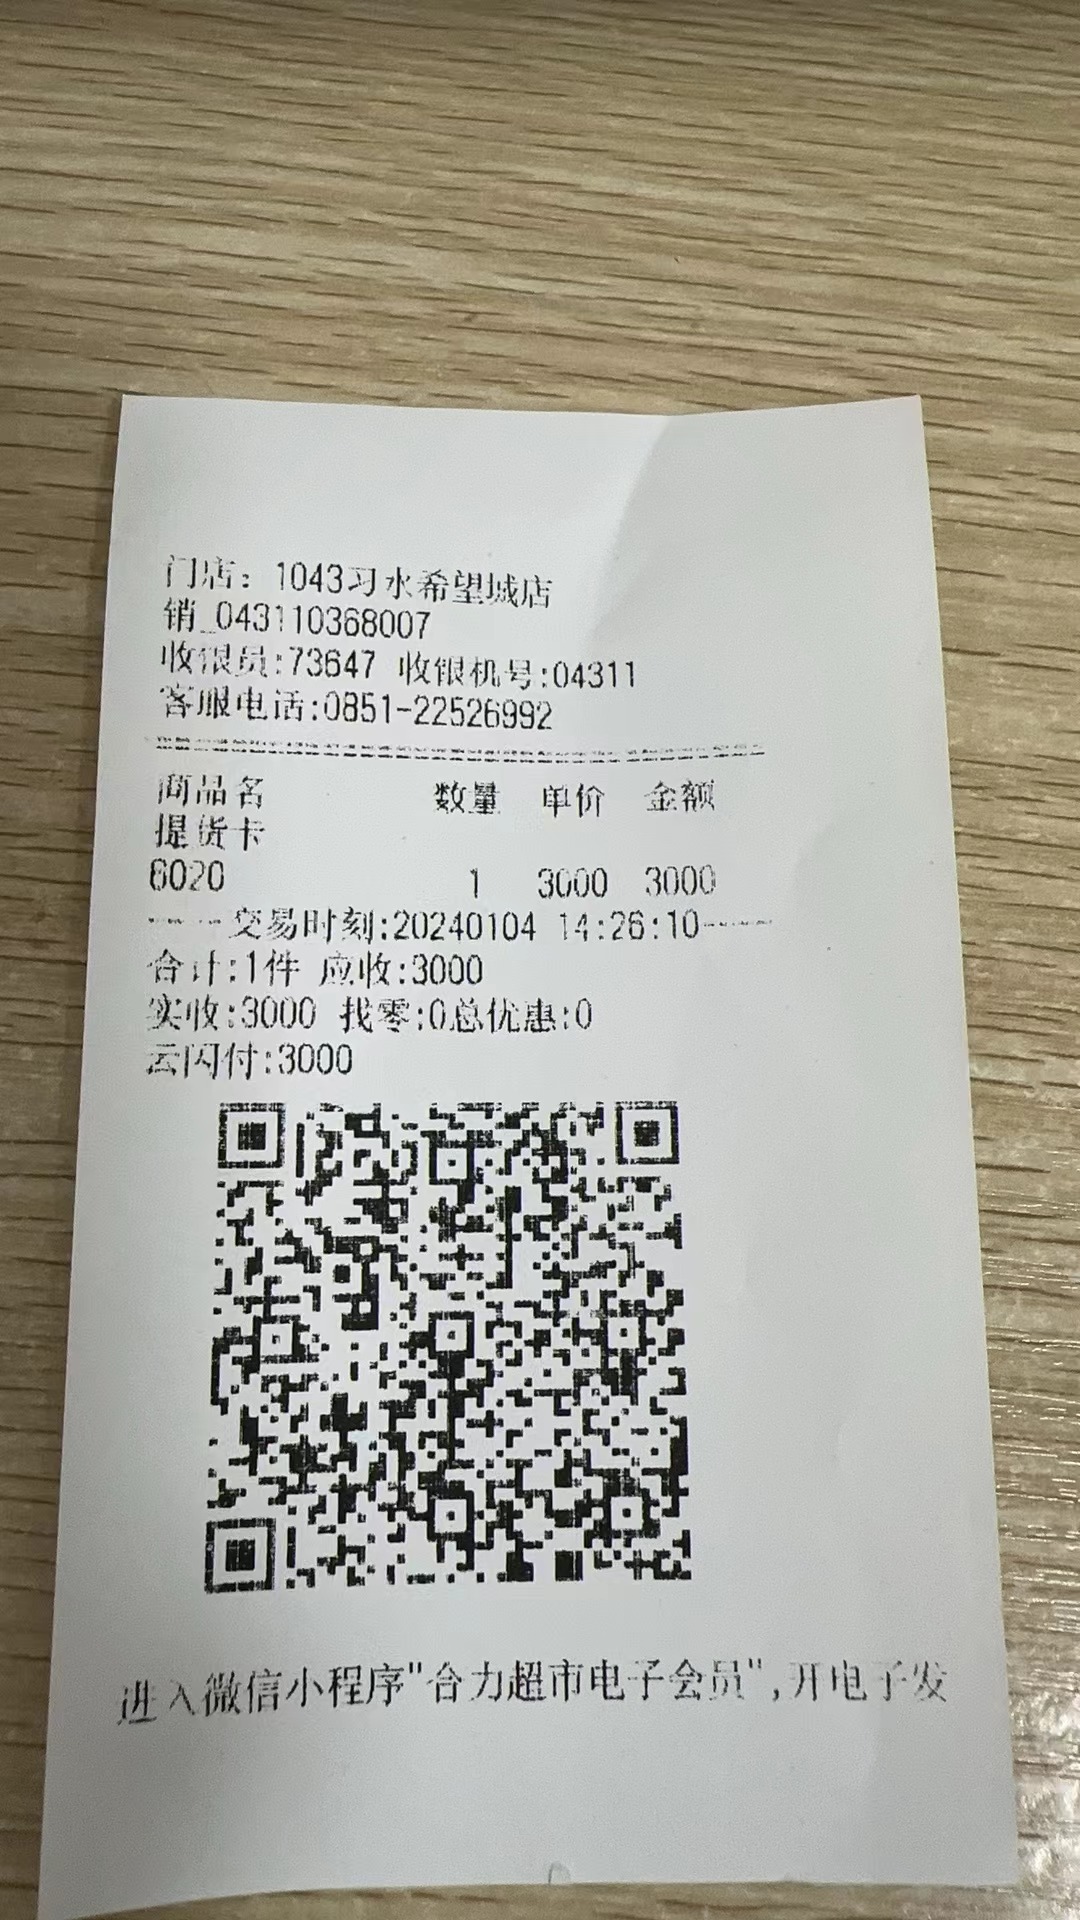 门店：1043习水希望城店
销_043110368007
收银员:73647 收银机号:04311
客服电话:0851-22526992
商品名 数量 单价 金额
提货卡
6020 1 3000 3000
-----交易时刻:20240104 14:26:10-----
合计:1件 应收:3000
实收:3000 找零:0总优惠:0
云闪付:3000
进入微信小程序"合力超市电子会员",开电子发